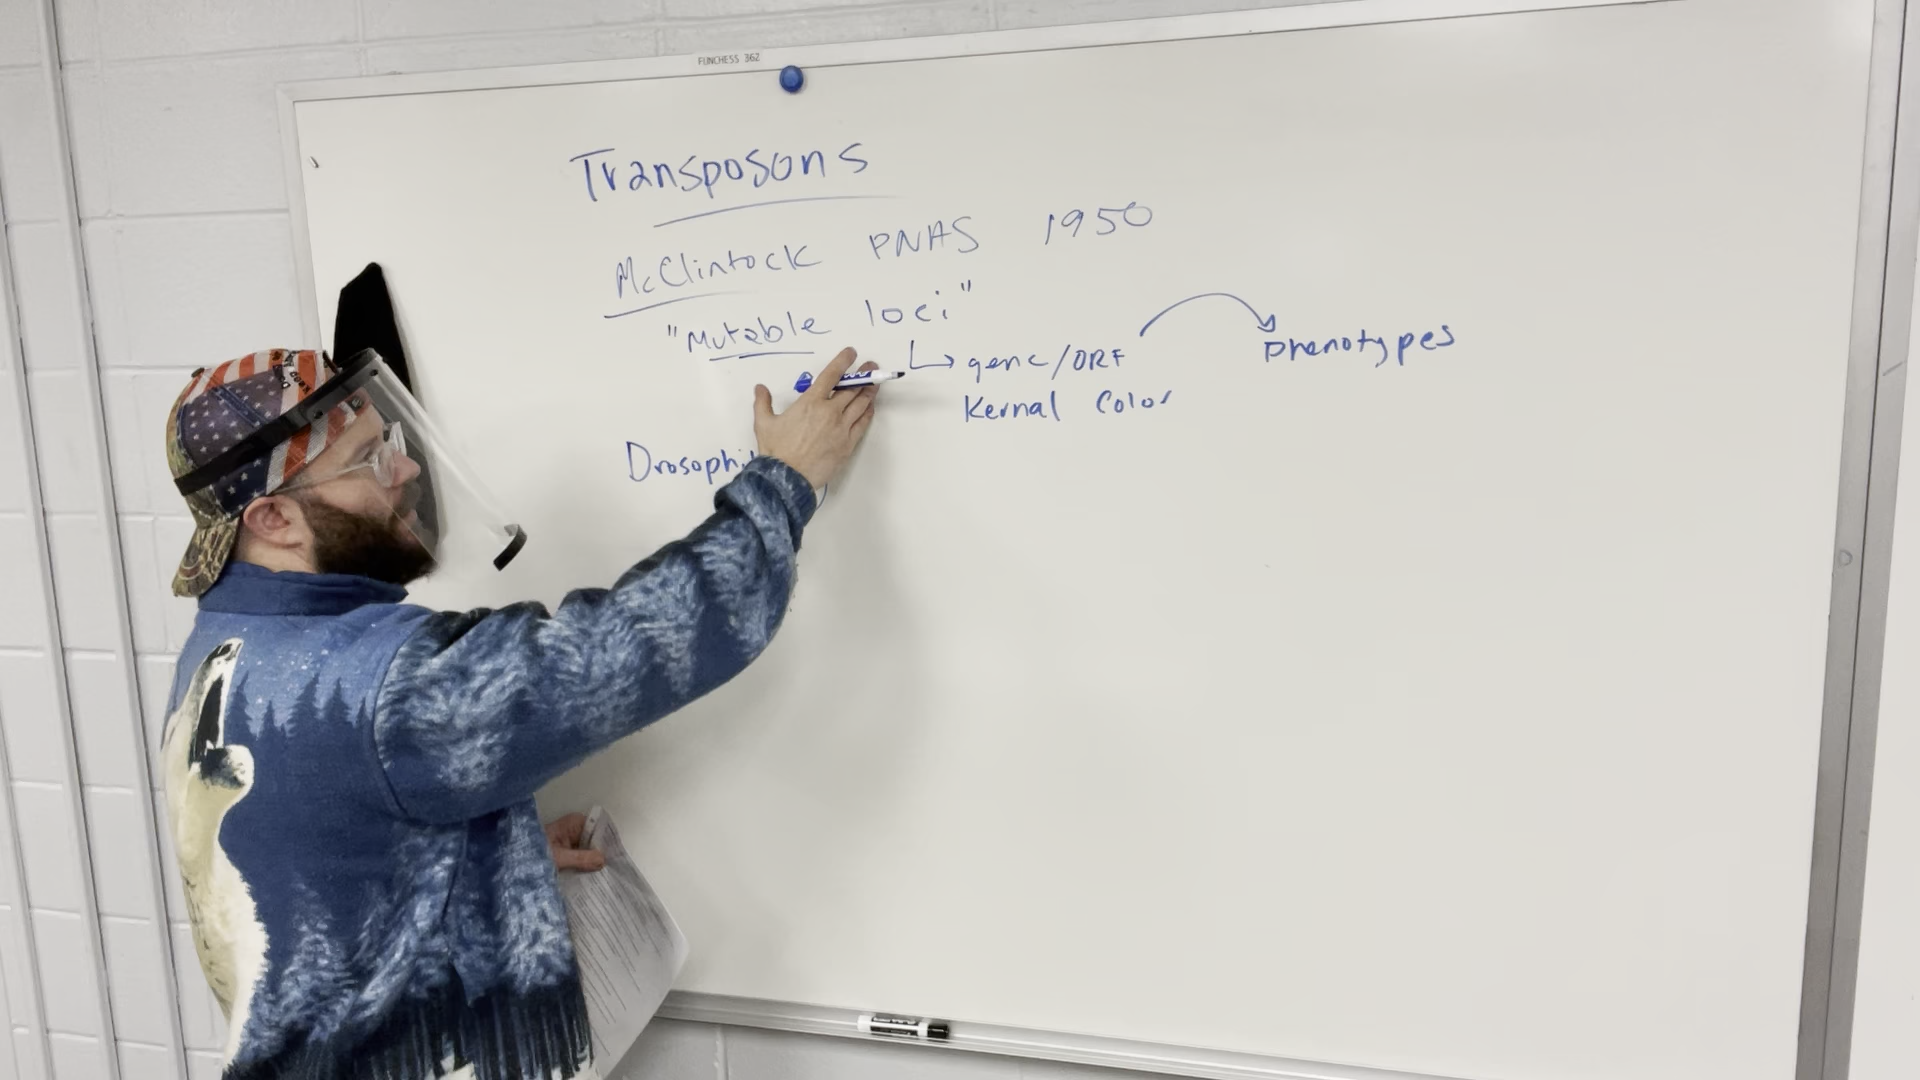 FUNCHESS 362
Transposons
McClintock PNAS 1950
"Mutable loci"
gene/ORF
Phenotypes
Kernal Color